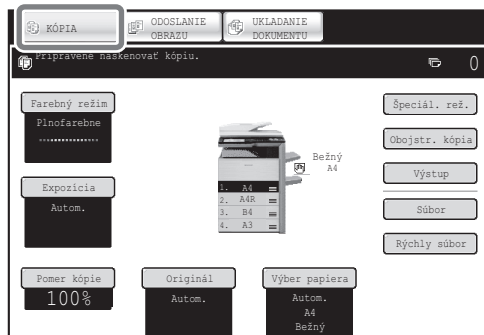 KÓPIA
ODOSLANIE
OBRAZU
UKLADANIE
DOKUMENTU
Pripravené naskenovať kópiu.
0
Farebný režim
Plnofarebne
Expozícia
Autom.
Pomer kópie
100%
Originál
Autom.
Výber papiera
Autom.
A4
Bežný
1. A4
2. A4R
3. B4
4. A3
Bežný
A4
Špeciál. rež.
Obojstr. kópia
Výstup
Súbor
Rýchly súbor